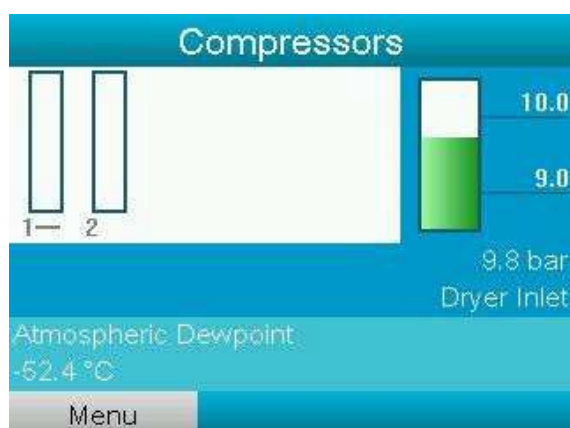 Compressors
10.0
9.0
1— 2
9.8 bar
Dryer Inlet
Atmospheric Dewpoint
-52.4 °C
Menu